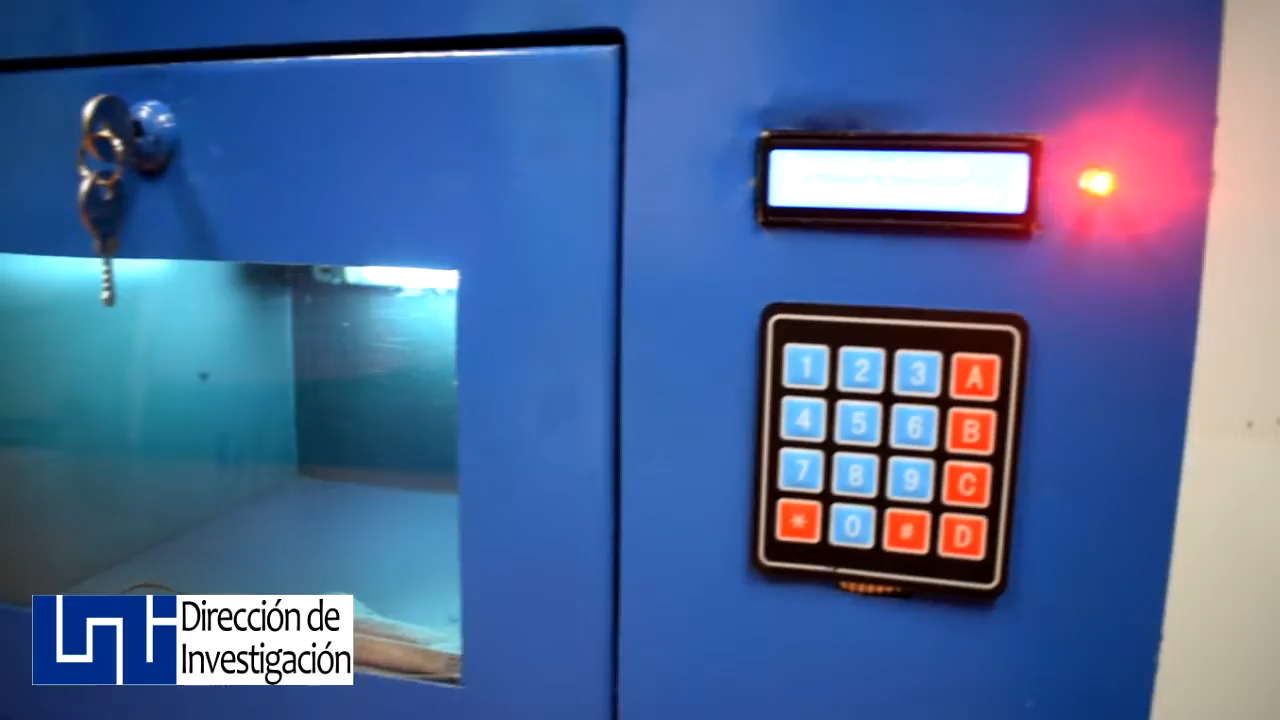 1 2 3 A
4 5 6 B
7 8 9 C
* 0 # D
Dirección de
Investigación